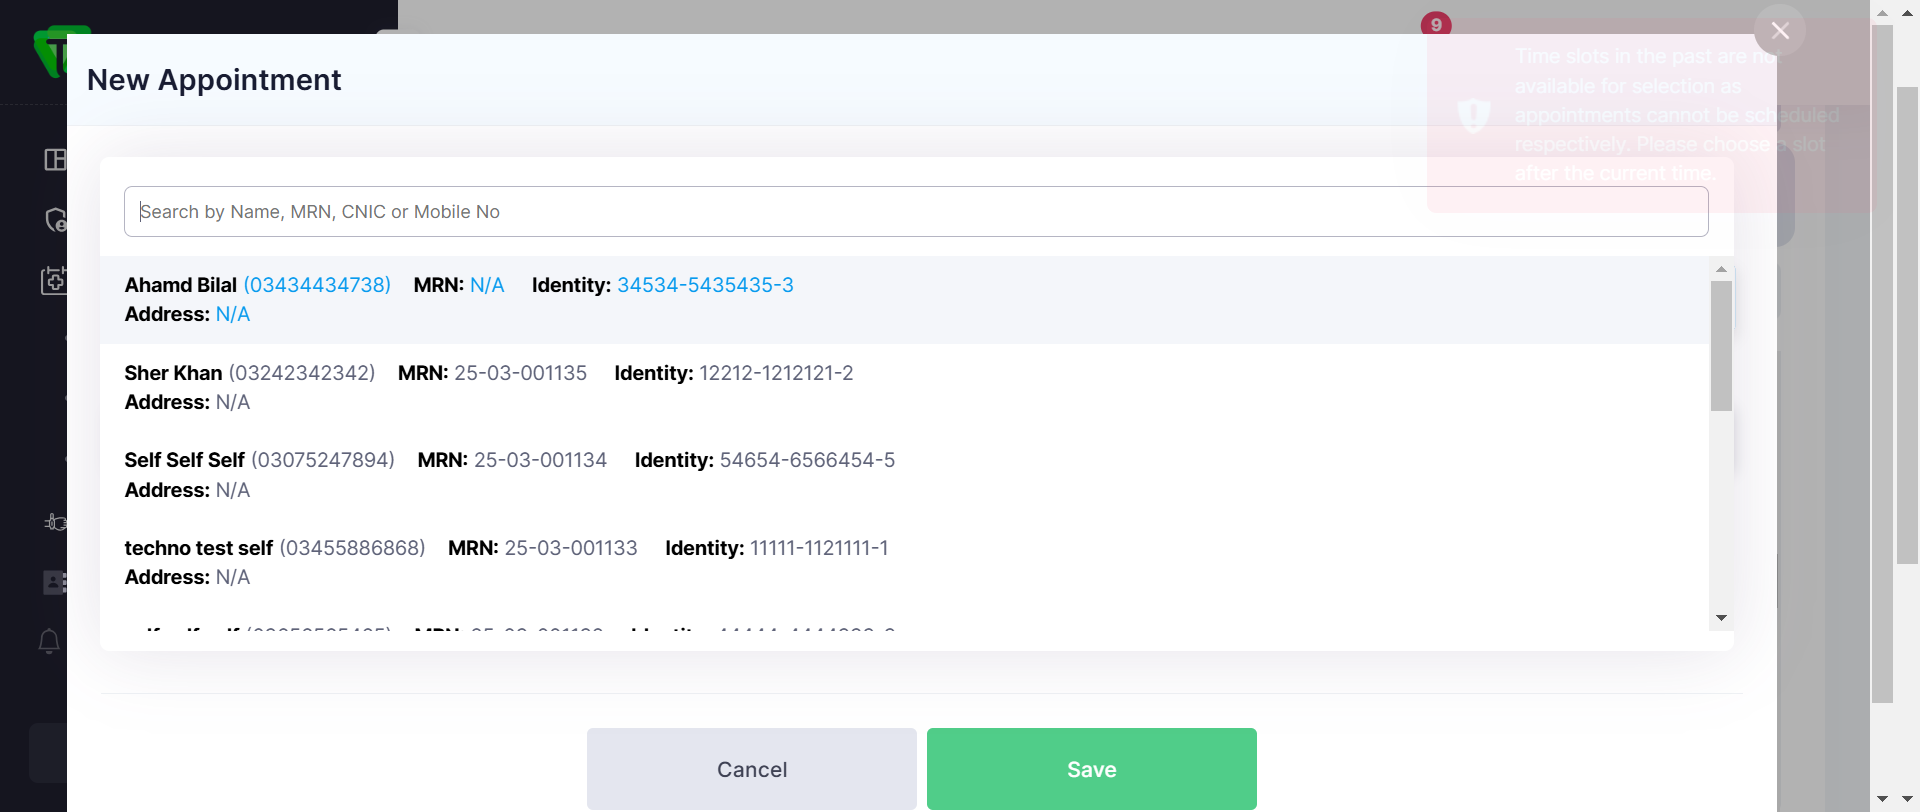 9
Time slots in the past are not
available for selection as
appointments cannot be scheduled
respectively. Please choose a slot
after the current time.
New Appointment
Search by Name, MRN, CNIC or Mobile No
Ahamd Bilal (03434434738) MRN: N/A Identity: 34534-5435435-3
Address: N/A
Sher Khan (03242342342) MRN: 25-03-001135 Identity: 12212-1212121-2
Address: N/A
Self Self Self (03075247894) MRN: 25-03-001134 Identity: 54654-6566454-5
Address: N/A
techno test self (03455886868) MRN: 25-03-001133 Identity: 11111-1121111-1
Address: N/A
Cancel Save